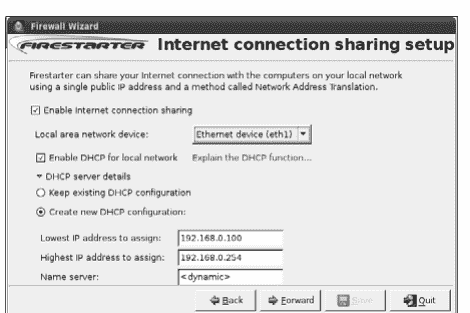 Firewall Wizard
FIRESTARTER Internet connection sharing setup
Firestarter can share your Internet connection with the computers on your local network
using a single public IP address and a method called Network Address Translation.
Enable Internet connection sharing
Local area network device: Ethernet device (eth1)
Enable DHCP for local network Explain the DHCP function...
DHCP server details
Keep existing DHCP configuration
Create new DHCP configuration:
Lowest IP address to assign: 192.168.0.100
Highest IP address to assign: 192.168.0.254
Name server: <dynamic>
Back Forward Save Quit